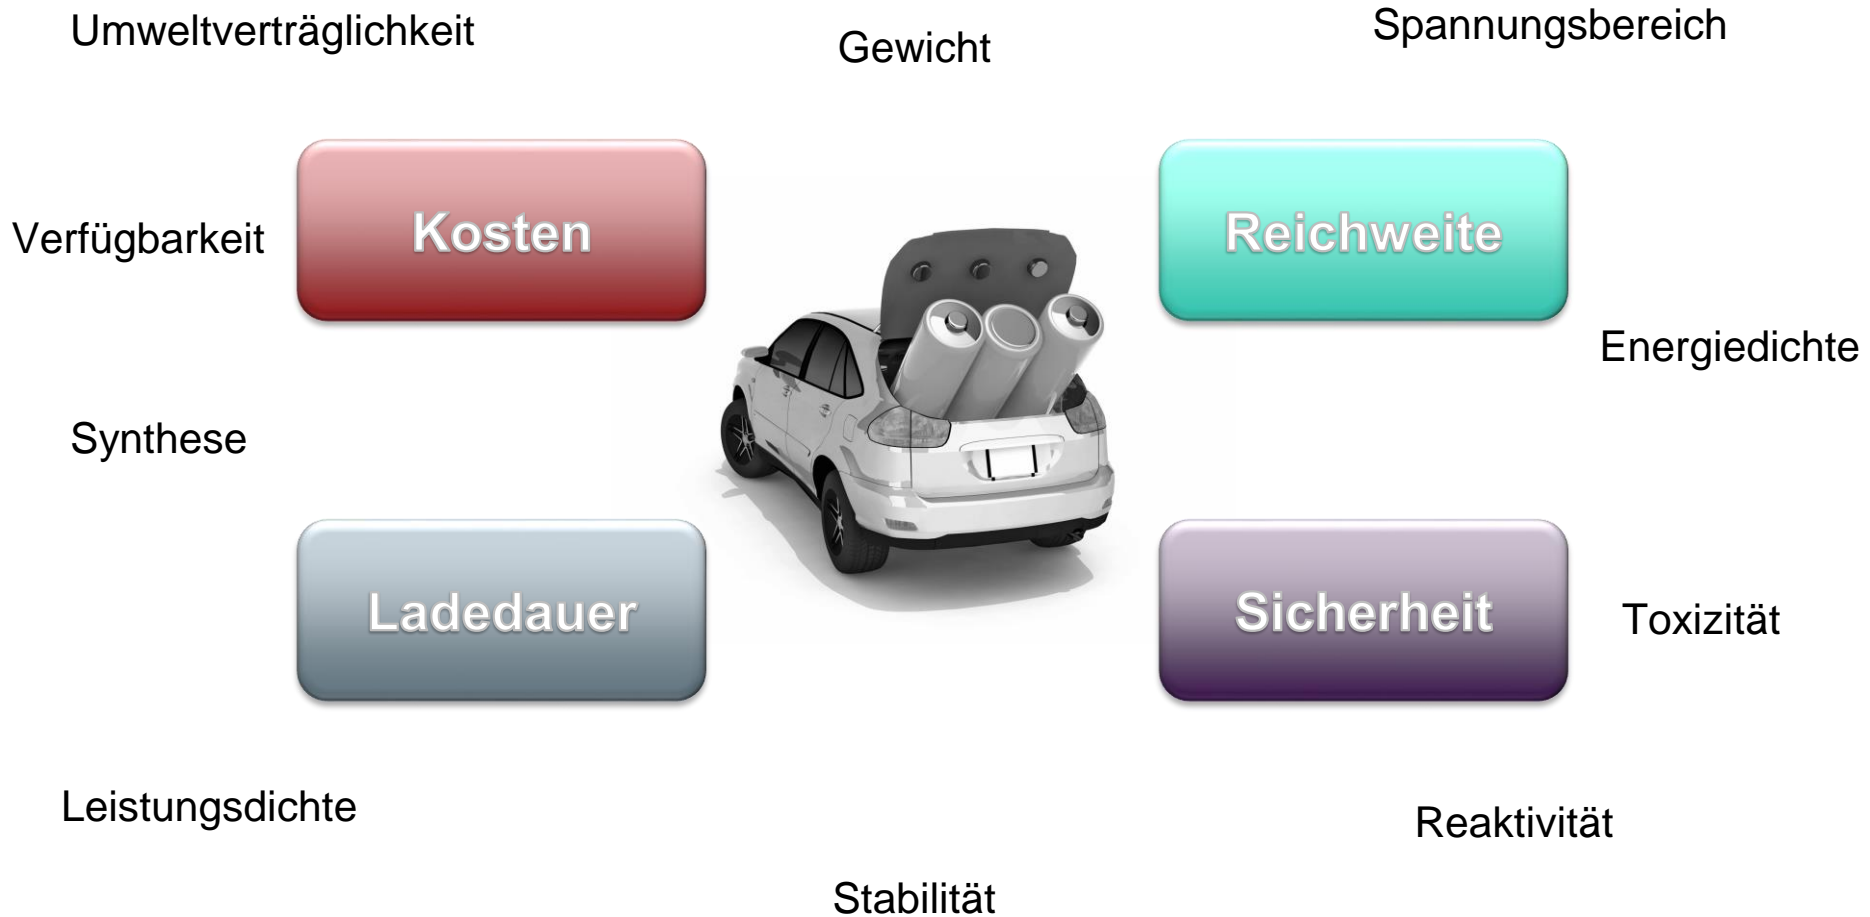 Umweltverträglichkeit
Gewicht
Spannungsbereich
Verfügbarkeit
Kosten
Reichweite
Energiedichte
Synthese
Ladedauer
Sicherheit
Toxizität
Leistungsdichte
Reaktivität
Stabilität